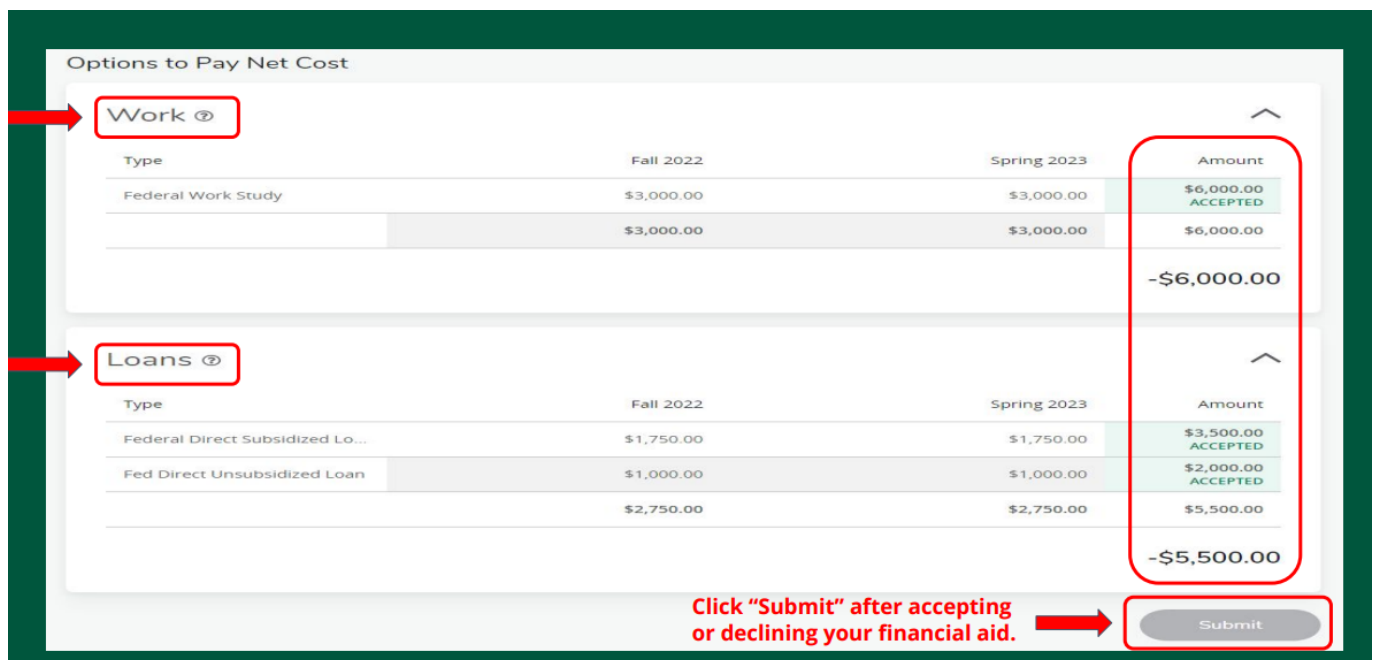 Options to Pay Net Cost
Work ?
Type Fall 2022 Spring 2023 Amount
Federal Work Study $3,000.00 $3,000.00 $6,000.00
ACCEPTED
$3,000.00 $3,000.00 $6,000.00
-$6,000.00
Loans ?
Type Fall 2022 Spring 2023 Amount
Federal Direct Subsidized Lo... $1,750.00 $1,750.00 $3,500.00
ACCEPTED
Fed Direct Unsubsidized Loan $1,000.00 $1,000.00 $2,000.00
ACCEPTED
$2,750.00 $2,750.00 $5,500.00
-$5,500.00
Click “Submit” after accepting
or declining your financial aid.
Submit